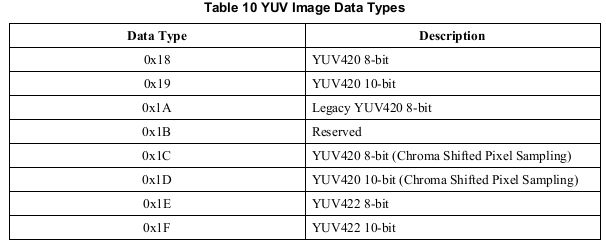 Table 10 YUV Image Data Types
Data Type Description
0x18 YUV420 8-bit
0x19 YUV420 10-bit
0x1A Legacy YUV420 8-bit
0x1B Reserved
0x1C YUV420 8-bit (Chroma Shifted Pixel Sampling)
0x1D YUV420 10-bit (Chroma Shifted Pixel Sampling)
0x1E YUV422 8-bit
0x1F YUV422 10-bit